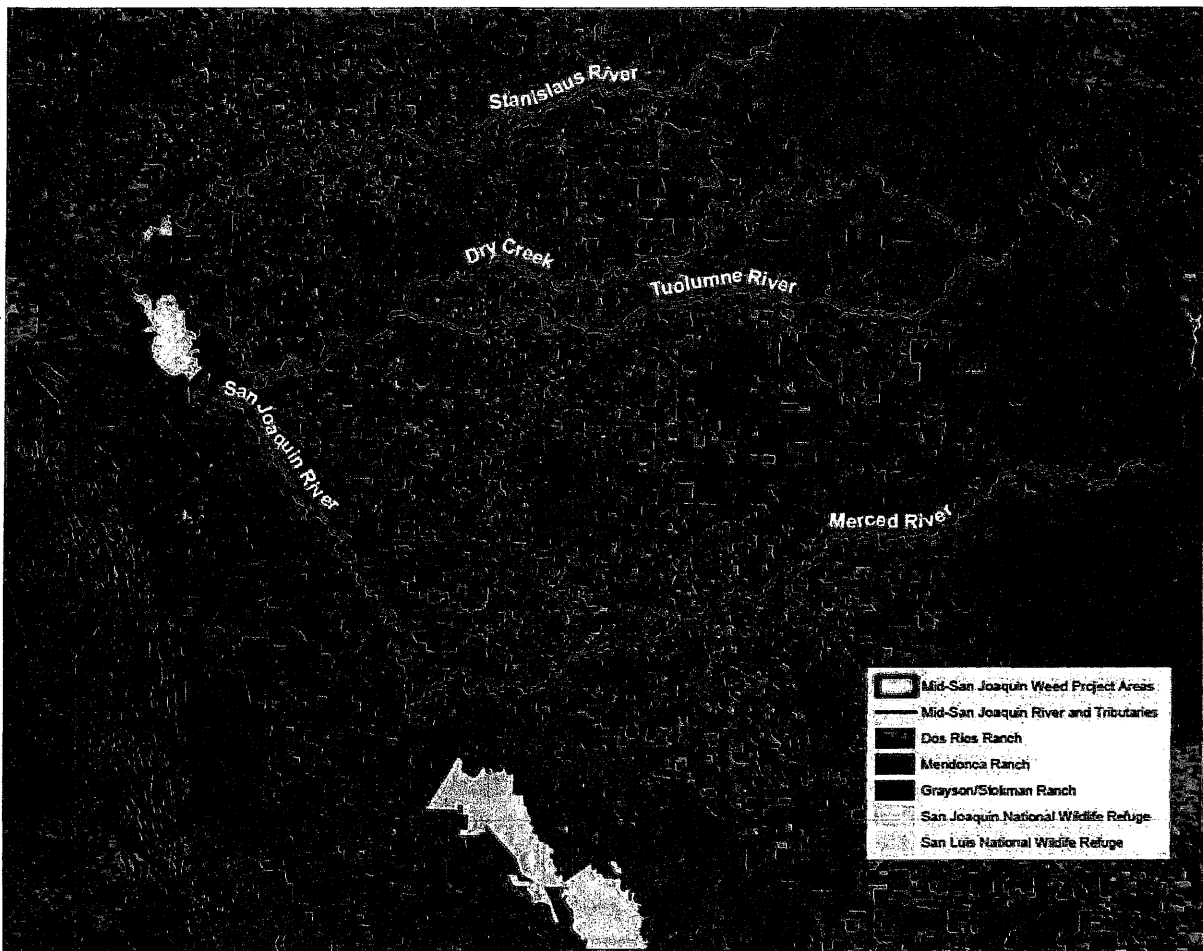 Stanislaus River
Dry Creek
Tuolumne River
San Joaquin River
Merced River
Mid-San Joaquin Weed Project Areas
Mid-San Joaquin River and Tributaries
Dos Rios Ranch
Mendonca Ranch
Grayson/Stokman Ranch
San Joaquin National Wildlife Refuge
San Luis National Wildlife Refuge